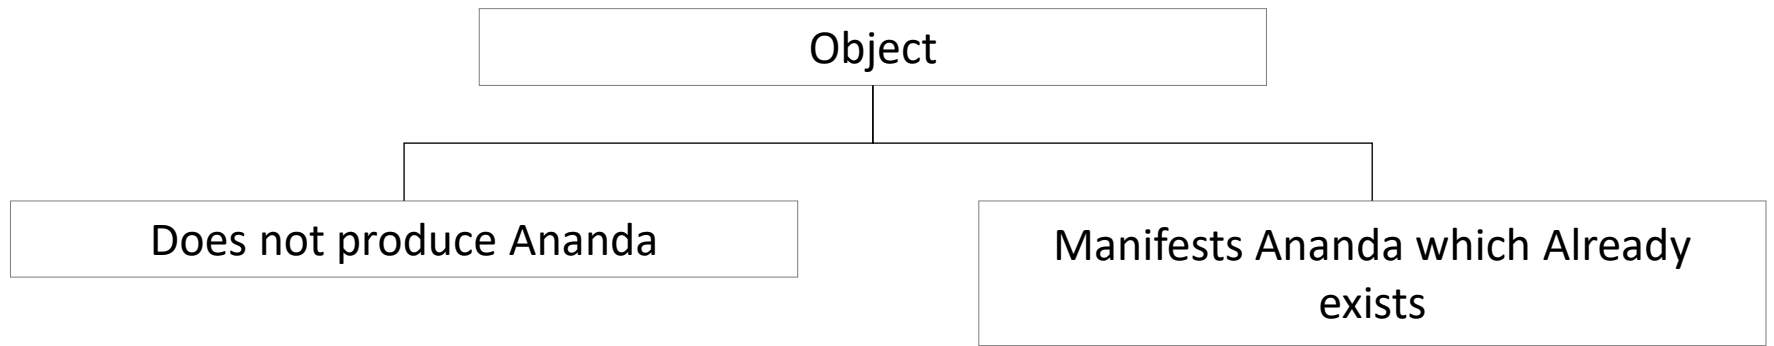 Object
Does not produce Ananda
Manifests Ananda which Already
exists